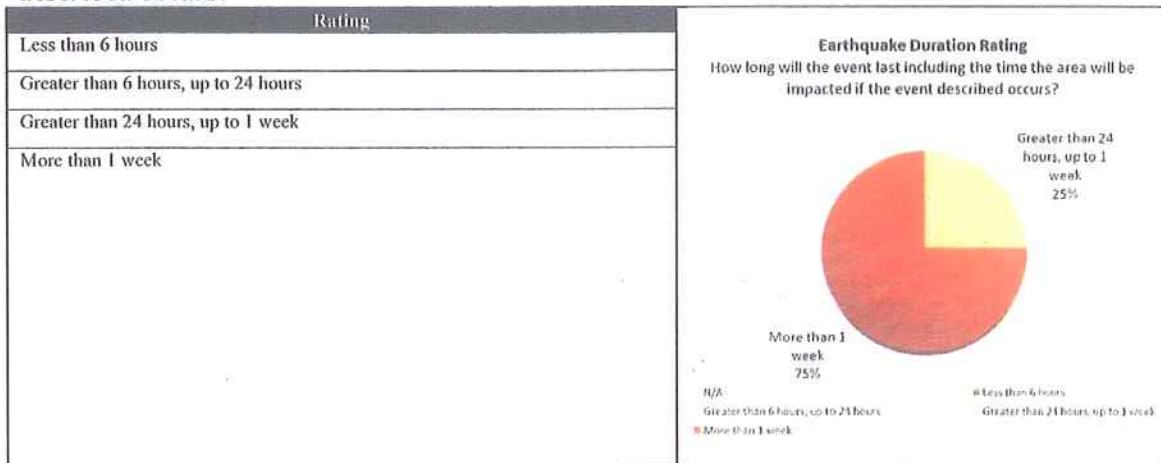 Rating
Less than 6 hours
Greater than 6 hours, up to 24 hours
Greater than 24 hours, up to 1 week
More than 1 week
Earthquake Duration Rating
How long will the event last including the time the area will be
impacted if the event described occurs?
Greater than 24
hours, up to 1
week
25%
More than 1
week
75%
N/A
Less than 6 hours
Greater than 6 hours, up to 24 hours
Greater than 24 hours, up to 1 week
More than 1 week